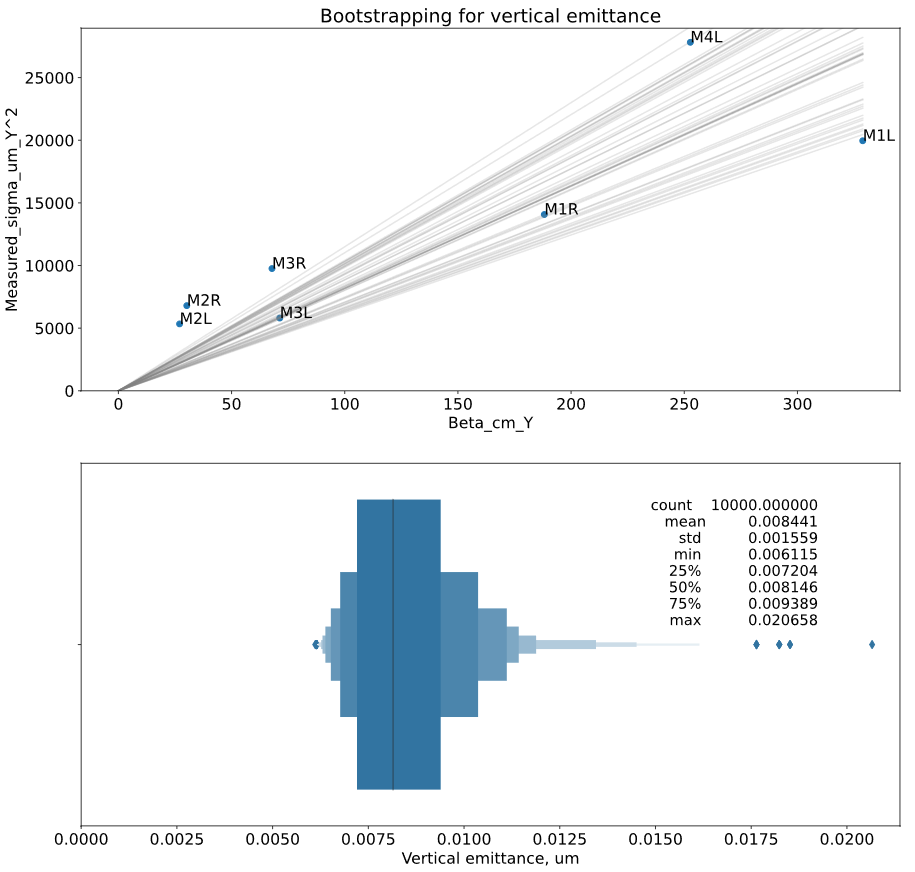 Bootstrapping for vertical emittance
M4L
25000
20000
M1L
15000
M1R
10000
M3R
M2R
M3L
M2L
5000
0
Measured_sigma_um_Y^2
0 50 100 150 200 250 300
Beta_cm_Y
count 10000.000000
mean 0.008441
std 0.001559
min 0.006115
25% 0.007204
50% 0.008146
75% 0.009389
max 0.020658
0.0000 0.0025 0.0050 0.0075 0.0100 0.0125 0.0150 0.0175 0.0200
Vertical emittance, um